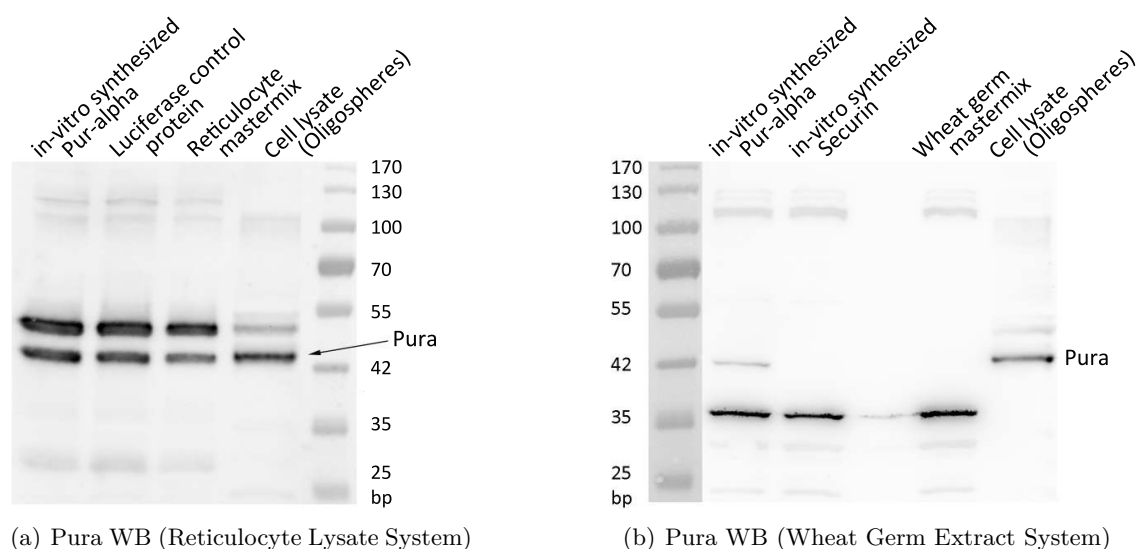 in-vitro synthesized
Pur-alpha
Luciferase control
protein
Reticulocyte
mastermix
Cell lysate
(Oligospheres)
170
130
100
70
55
Pura
42
35
25
bp
(a) Pura WB (Reticulocyte Lysate System)
in-vitro synthesized
Pur-alpha
in-vitro synthesized
Securin
Wheat germ
mastermix
Cell lysate
(Oligospheres)
170
130
100
70
55
42
Pura
35
25
bp
(b) Pura WB (Wheat Germ Extract System)